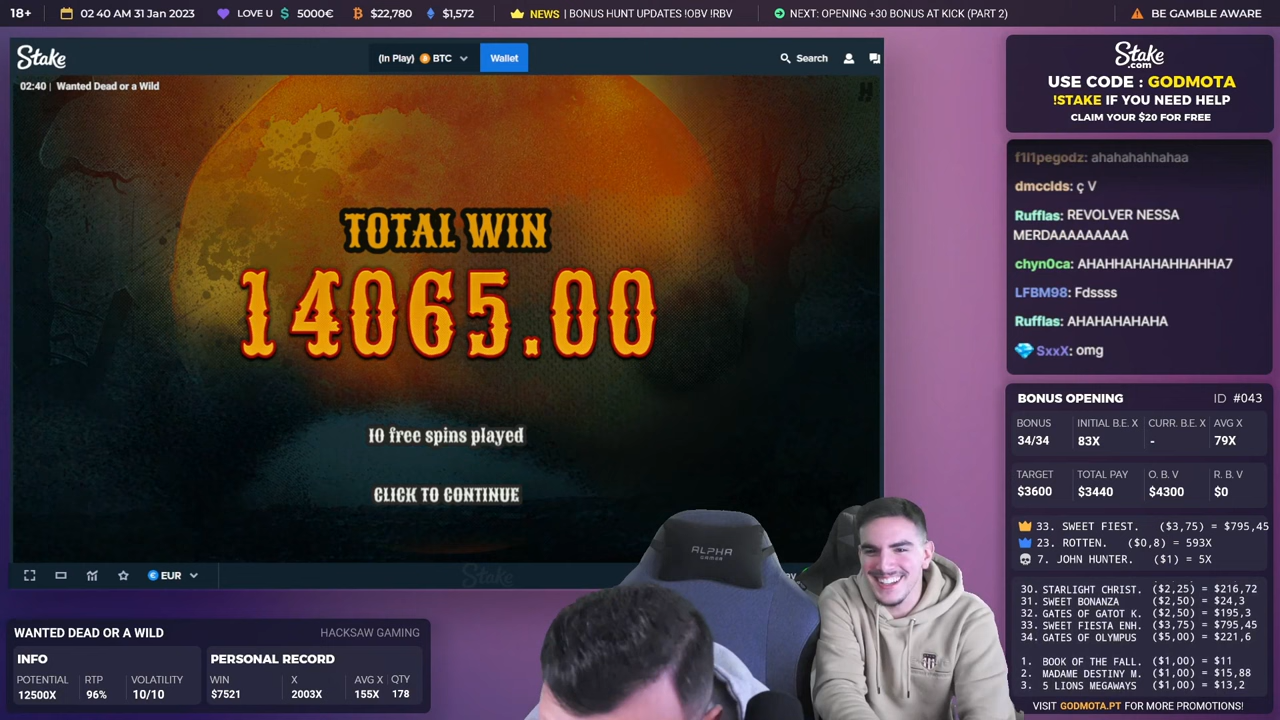 18+
02 40 AM 31 Jan 2023
LOVE U
5000€
$22,780
$1,572
NEWS | BONUS HUNT UPDATES !OBV !RBV
NEXT: OPENING +30 BONUS AT KICK (PART 2)
BE GAMBLE AWARE
Stake
(In Play) BTC
Wallet
Search
02:40 | Wanted Dead or a Wild
TOTAL WIN
14065.00
10 free spins played
CLICK TO CONTINUE
EUR
Stake
ALPHA
GAMER
Stake
.com
USE CODE : GODMOTA
!STAKE IF YOU NEED HELP
CLAIM YOUR $20 FOR FREE
f1l1pegodz: ahahahahhahaa
dmcclds: ç V
Rufflas: REVOLVER NESSA
MERDAAAAAAAAA
chyn0ca: AHAHHAHAHAHHAHHA7
LFBM98: Fdssss
Rufflas: AHAHAHAHAHA
SxxX: omg
BONUS OPENING
ID #043
BONUS INITIAL B.E. X CURR. B.E. X AVG X
34/34 83X - 79X
TARGET TOTAL PAY O. B. V R. B. V
$3600 $3440 $4300 $0
33. SWEET FIEST. ($3,75) = $795,45
23. ROTTEN. ($0,8) = 593X
7. JOHN HUNTER. ($1) = 5X
30. STARLIGHT CHRIST. ($2,25) = $216,72
31. SWEET BONANZA ($2,50) = $24,3
32. GATES OF GATOT K. ($2,50) = $195,3
33. SWEET FIESTA ENH. ($3,75) = $795,45
34. GATES OF OLYMPUS ($5,00) = $221,6
1. BOOK OF THE FALL. ($1,00) = $11
2. MADAME DESTINY M. ($1,00) = $15,88
3. 5 LIONS MEGAWAYS ($1,00) = $13,2
VISIT GODMOTA.PT FOR MORE PROMOTIONS!
WANTED DEAD OR A WILD
HACKSAW GAMING
INFO
POTENTIAL RTP VOLATILITY
12500X 96% 10/10
PERSONAL RECORD
WIN X AVG X QTY
$7521 2003X 155X 178